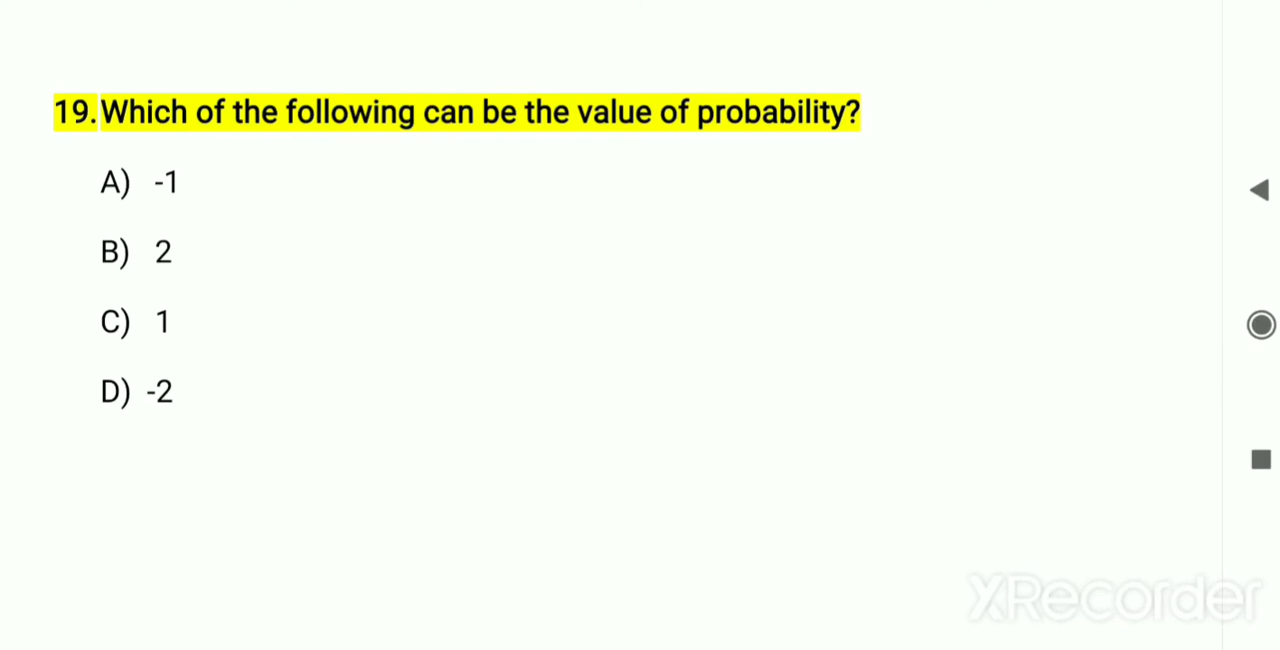 19. Which of the following can be the value of probability?
A) -1
B) 2
C) 1
D) -2
XRecorder